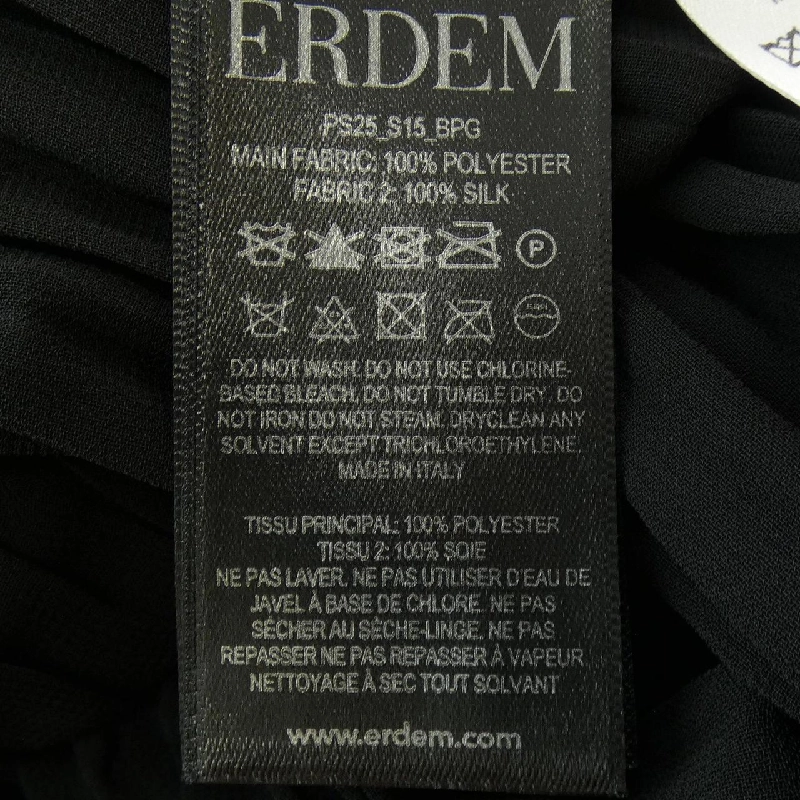 ERDEM
PS25_S15_BPG
MAIN FABRIC: 100% POLYESTER
FABRIC 2: 100% SILK
P
DO NOT WASH. DO NOT USE CHLORINE-
BASED BLEACH. DO NOT TUMBLE DRY. DO
NOT IRON DO NOT STEAM. DRYCLEAN ANY
SOLVENT EXCEPT TRICHLOROETHYLENE.
MADE IN ITALY
TISSU PRINCIPAL: 100% POLYESTER
TISSU 2: 100% SOIE
NE PAS LAVER. NE PAS UTILISER D'EAU DE
JAVEL À BASE DE CHLORE. NE PAS
SÉCHER AU SÈCHE-LINGE. NE PAS
REPASSER NE PAS REPASSER À VAPEUR
NETTOYAGE À SEC TOUT SOLVANT
www.erdem.com